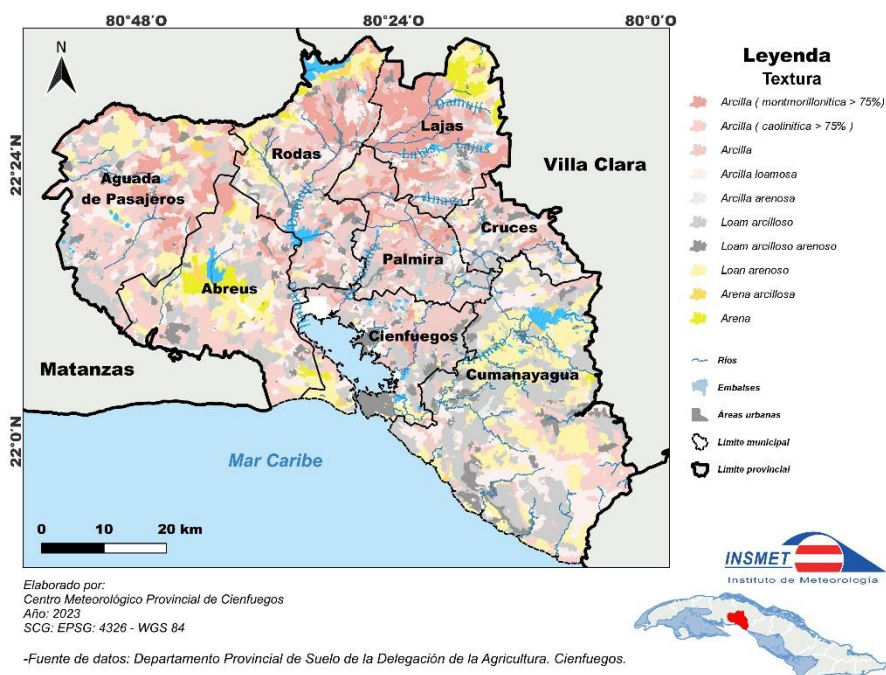 80°48'O
80°24'O
80°0'O
22°24'N
22°0'N
N
Aguada
de Pasajeros
Rodas
Lajas
Damují
Lajas
Lajas
Villa Clara
Cruces
Palmira
Abreus
Damují
Cienfuegos
Cumanayagua
Matanzas
Mar Caribe
0 10 20 km
Leyenda
Textura
Arcilla ( montmorillonítica > 75%)
Arcilla ( caolinítica > 75% )
Arcilla
Arcilla loamosa
Arcilla arenosa
Loam arcilloso
Loam arcilloso arenoso
Loan arenoso
Arena arcillosa
Arena
Ríos
Embalses
Áreas urbanas
Límite municipal
Límite provincial
INSMET
Instituto de Meteorología
Elaborado por:
Centro Meteorológico Provincial de Cienfuegos
Año: 2023
SCG: EPSG: 4326 - WGS 84
-Fuente de datos: Departamento Provincial de Suelo de la Delegación de la Agricultura. Cienfuegos.